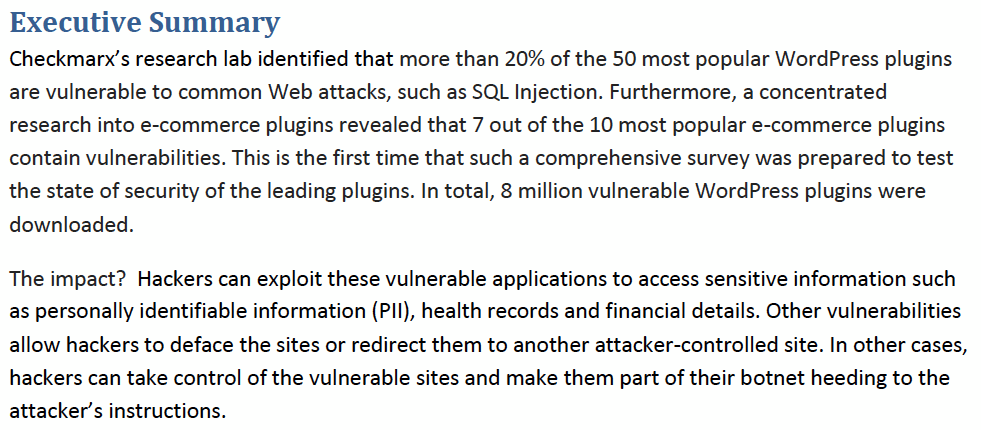 Executive Summary
Checkmarx’s research lab identified that more than 20% of the 50 most popular WordPress plugins
are vulnerable to common Web attacks, such as SQL Injection. Furthermore, a concentrated
research into e-commerce plugins revealed that 7 out of the 10 most popular e-commerce plugins
contain vulnerabilities. This is the first time that such a comprehensive survey was prepared to test
the state of security of the leading plugins. In total, 8 million vulnerable WordPress plugins were
downloaded.
The impact?  Hackers can exploit these vulnerable applications to access sensitive information such
as personally identifiable information (PII), health records and financial details. Other vulnerabilities
allow hackers to deface the sites or redirect them to another attacker-controlled site. In other cases,
hackers can take control of the vulnerable sites and make them part of their botnet heeding to the
attacker’s instructions.